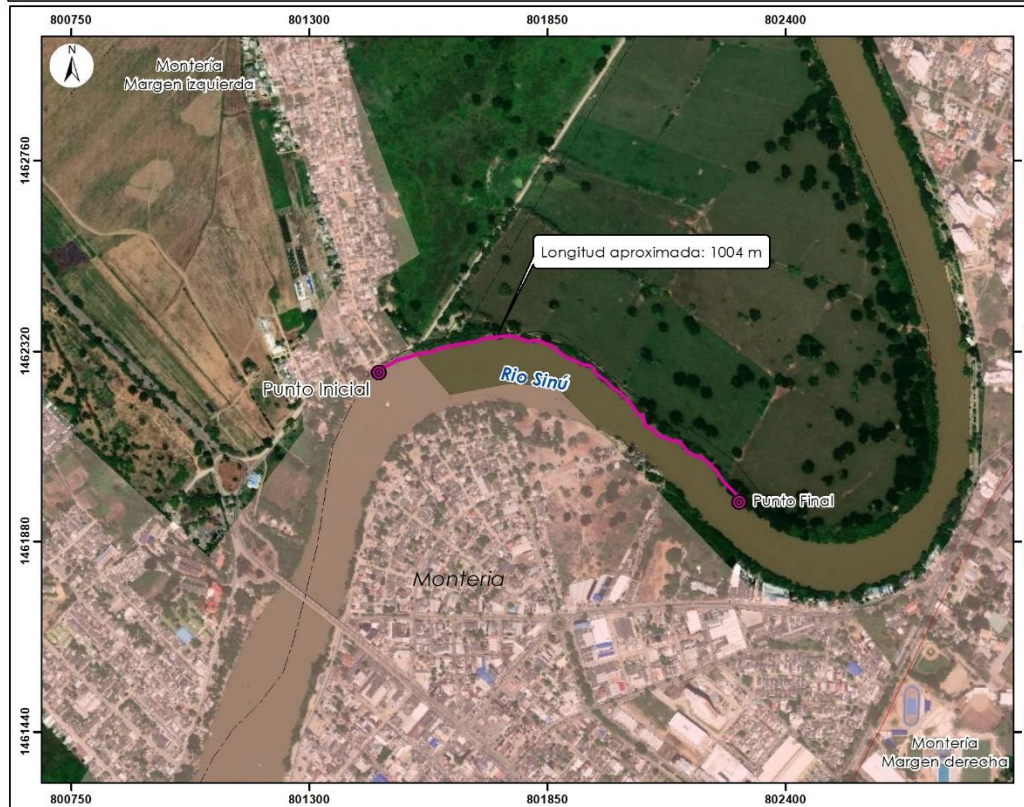 800750 801300 801850 802400
N
Montería
Margen izquierda
1462760
Longitud aproximada: 1004 m
1462320
Punto Inicial
Rio Sinú
Punto Final
1461880
Montería
1461440
Montería
Margen derecha
800750 801300 801850 802400